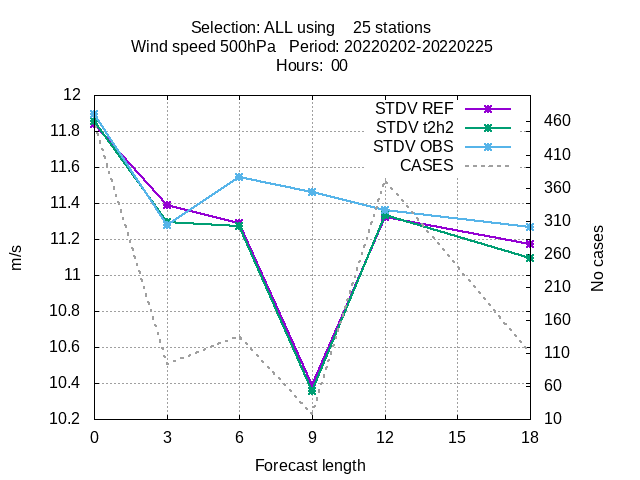 Selection: ALL using    25 stations
Wind speed 500hPa   Period: 20220202-20220225
Hours:  00
12
11.8
11.6
11.4
11.2
11
10.8
10.6
10.4
10.2
m/s
STDV REF
STDV t2h2
STDV OBS
CASES
460
410
360
310
260
210
160
110
60
10
No cases
0 3 6 9 12 15 18
Forecast length